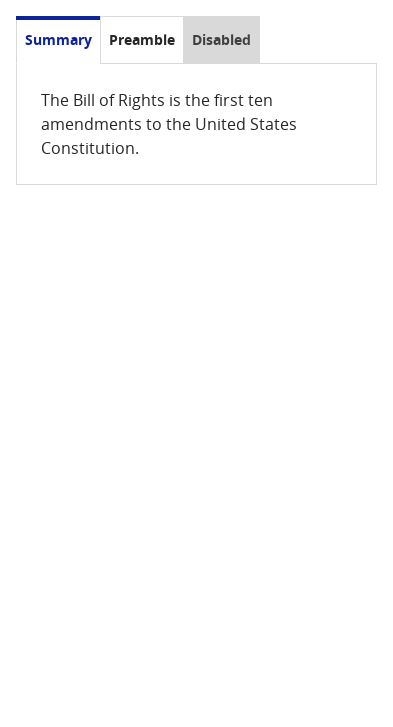 Summary Preamble Disabled
The Bill of Rights is the first ten
amendments to the United States
Constitution.